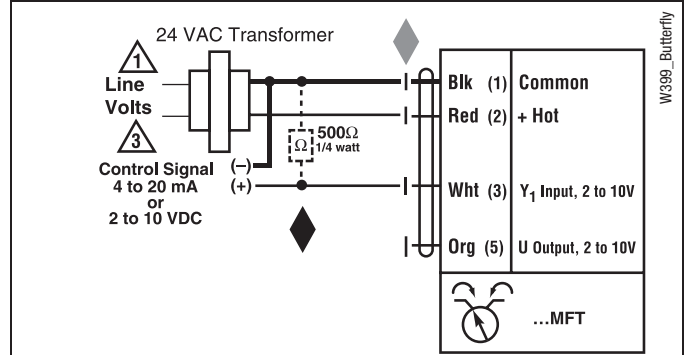 24 VAC Transformer
1
Line
Volts
3
Control Signal
4 to 20 mA
or
2 to 10 VDC
(–)
(+)
Ω
500Ω
1/4 watt
Blk (1) Common
Red (2) + Hot
Wht (3) Y1 Input, 2 to 10V
Org (5) U Output, 2 to 10V
...MFT
W399_Butterfly